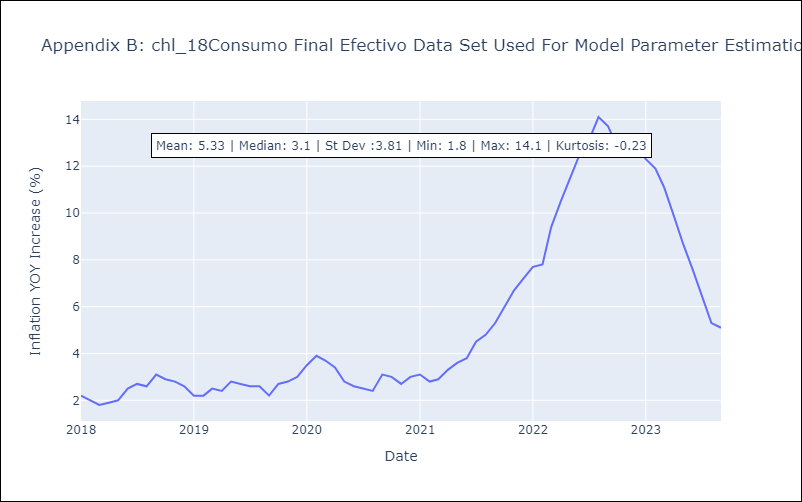 Appendix B: chl_18Consumo Final Efectivo Data Set Used For Model Parameter Estimatio
14
Mean: 5.33 | Median: 3.1 | St Dev :3.81 | Min: 1.8 | Max: 14.1 | Kurtosis: -0.23
12
10
8
6
4
2
Inflation YOY Increase (%)
2018 2019 2020 2021 2022 2023
Date